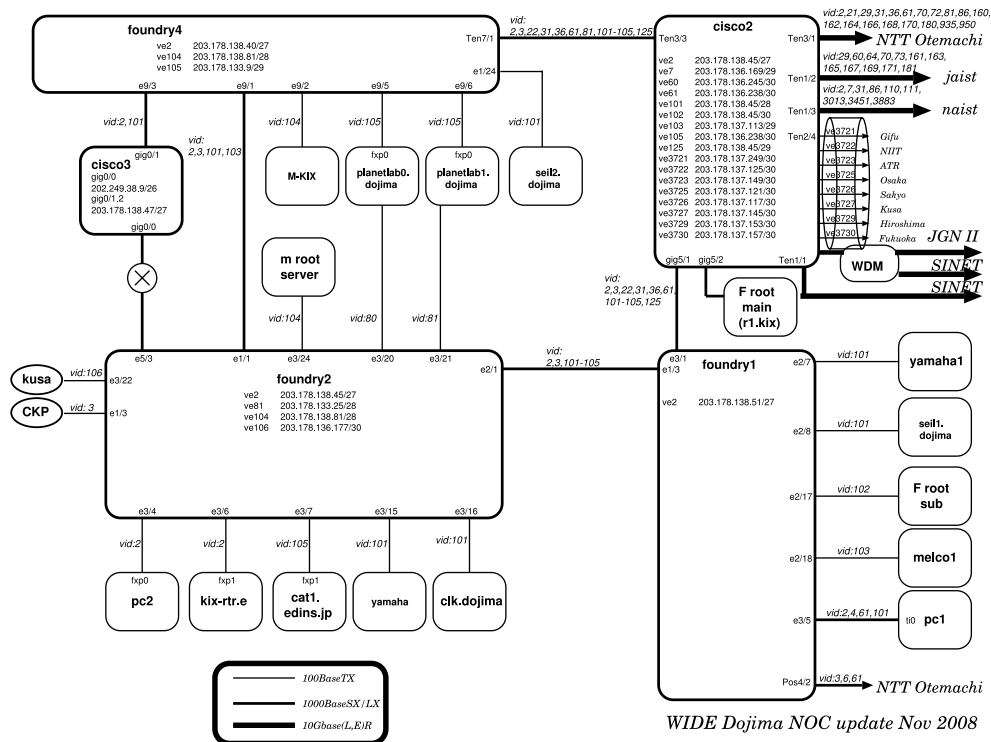 foundry4
ve2 203.178.138.40/27
ve104 203.178.138.81/28
ve105 203.178.133.9/29
Ten7/1
e1/24
e9/3
e9/1
e9/2
e9/5
e9/6
vid:
2,3,22,31,36,61,81,101-105,125
cisco2
Ten3/3
Ten3/1
ve2 203.178.138.45/27
ve7 203.178.136.169/29
ve60 203.178.136.245/30
ve61 203.178.136.238/30
ve101 203.178.138.45/28
ve102 203.178.138.45/30
ve103 203.178.137.113/29
ve105 203.178.136.238/30
ve125 203.178.138.45/29
ve3721 203.178.137.249/30
ve3722 203.178.137.125/30
ve3723 203.178.137.149/30
ve3725 203.178.137.121/30
ve3726 203.178.137.117/30
ve3727 203.178.137.145/30
ve3729 203.178.137.153/30
ve3730 203.178.137.157/30
Ten1/2
Ten1/3
Ten2/4
gig5/1
gig5/2
Ten1/1
vid:2,21,29,31,36,61,70,72,81,86,160,
162,164,166,168,170,180,935,950
NTT Otemachi
vid:29,60,64,70,73,161,163,
165,167,169,171,181
jaist
vid:2,7,31,86,110,111,
3013,3451,3883
naist
ve3721 Gifu
ve3722 NIIT
ve3723 ATR
ve3725 Osaka
ve3726 Sakyo
ve3727 Kusa
ve3729 Hiroshima
ve3730 Fukuoka
JGN II
WDM
SINET
SINET
F root
main
(r1.kix)
vid:2,101
vid:
2,3,101,103
vid:104
vid:105
vid:105
vid:101
gig0/1
cisco3
gig0/0
202.249.38.9/26
gig0/1.2
203.178.138.47/27
gig0/0
M-KIX
fxp0
planetlab0.
dojima
fxp0
planetlab1.
dojima
seil2.
dojima
m root
server
vid:104
vid:80
vid:81
vid:
2,3,22,31,36,61,
101-105,125
e5/3
e1/1
e3/24
e3/20
e3/21
e2/1
foundry2
ve2 203.178.138.45/27
ve81 203.178.133.25/28
ve104 203.178.138.81/28
ve106 203.178.136.177/30
kusa
vid:106
e3/22
CKP
vid: 3
e1/3
e3/4
e3/6
e3/7
e3/15
e3/16
vid:
2,3,101-105
e3/1
e1/3
foundry1
ve2 203.178.138.51/27
e2/7
vid:101
yamaha1
e2/8
vid:101
seil1.
dojima
e2/17
vid:102
F root
sub
e2/18
vid:103
melco1
e3/5
vid:2,4,61,101
ti0 pc1
Pos4/2
vid:3,6,61
NTT Otemachi
vid:2
vid:2
vid:105
vid:101
vid:101
fxp0
pc2
fxp1
kix-rtr.e
fxp1
cat1.
edins.jp
yamaha
clk.dojima
100BaseTX
1000BaseSX/LX
10Gbase(L,E)R
WIDE Dojima NOC update Nov 2008